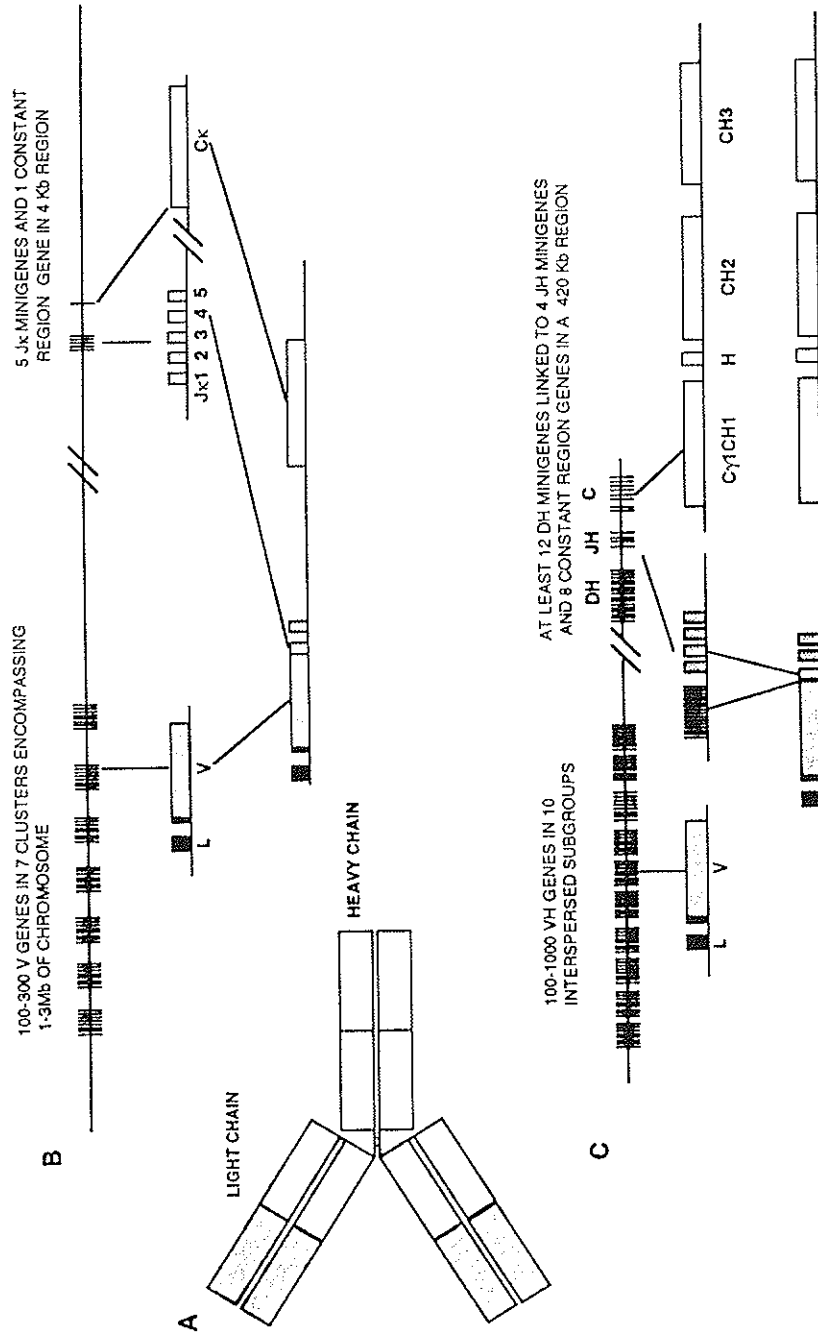 A
LIGHT CHAIN
HEAVY CHAIN
B
100-300 V GENES IN 7 CLUSTERS ENCOMPASSING
1-3Mb OF CHROMOSOME
5 Jκ MINIGENES AND 1 CONSTANT
REGION GENE IN 4 Kb REGION
L V
Jκ1 2 3 4 5 Cκ
C
100-1000 VH GENES IN 10
INTERSPERSED SUBGROUPS
AT LEAST 12 DH MINIGENES LINKED TO 4 JH MINIGENES
AND 8 CONSTANT REGION GENES IN A 420 Kb REGION
DH JH C
L V
Cγ1CH1 H CH2 CH3